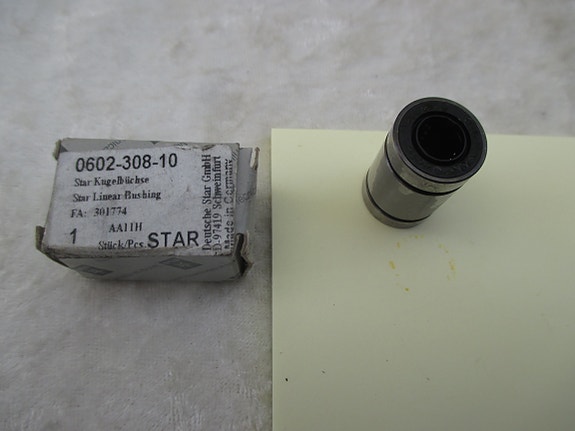 0602-308-10
Star Kugelbüchse
Star Linear Bushing
FA: 301774
AA11H
1 Stück/Pcs. STAR
Deutsche Star GmbH
D-97419 Schweinfurt
Made in Germany